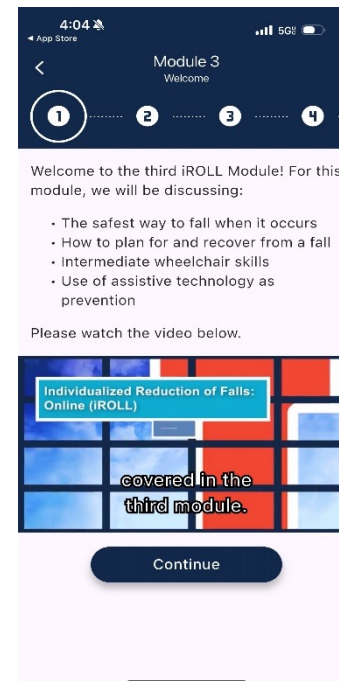 4:04
5G
◄ App Store
Module 3
Welcome
1 2 3 4
Welcome to the third iROLL Module! For this
module, we will be discussing:
• The safest way to fall when it occurs
• How to plan for and recover from a fall
• Intermediate wheelchair skills
• Use of assistive technology as
prevention
Please watch the video below.
Individualized Reduction of Falls:
Online (iROLL)
covered in the
third module.
Continue